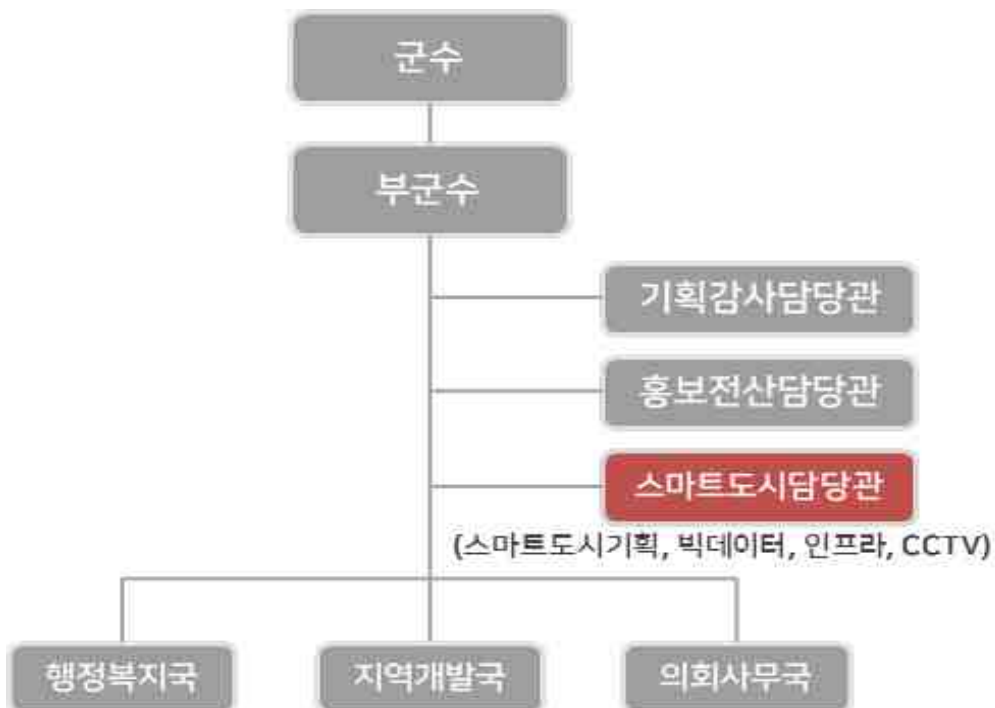 군수
부군수
기획감사담당관
홍보전산담당관
스마트도시담당관
(스마트도시기획, 빅데이터, 인프라, CCTV)
행정복지국
지역개발국
의회사무국